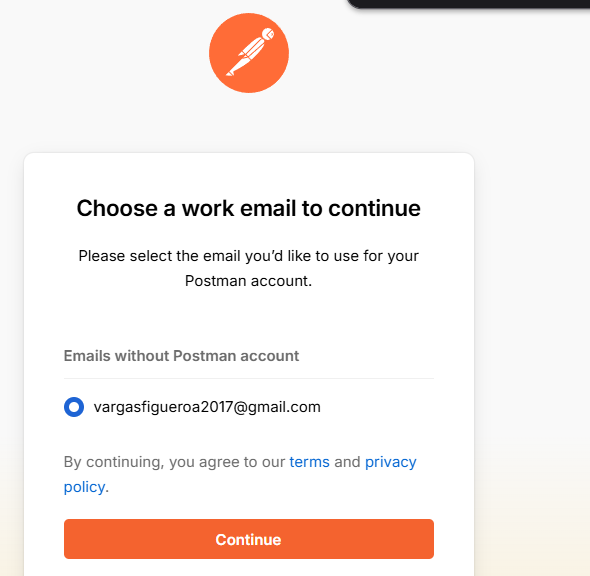 Choose a work email to continue
Please select the email you’d like to use for your
Postman account.
Emails without Postman account
vargasfigueroa2017@gmail.com
By continuing, you agree to our terms and privacy
policy.
Continue